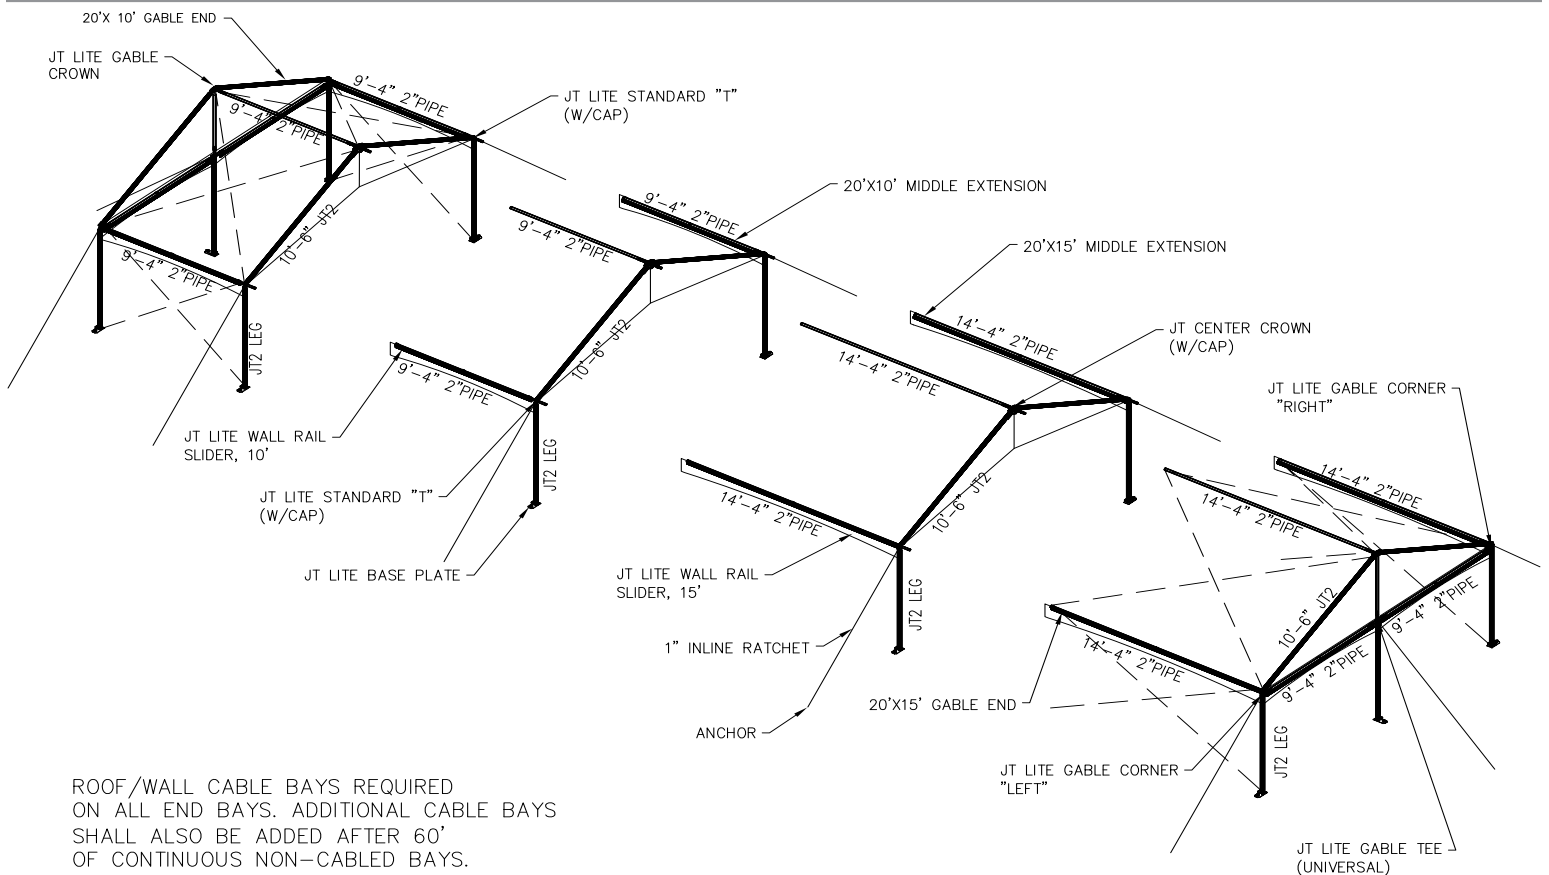 20'X 10' GABLE END
JT LITE GABLE
CROWN
9'-4" 2"PIPE
9'-4" 2"PIPE
JT LITE STANDARD "T"
(W/CAP)
10'-6" JT2
9'-4" 2"PIPE
JT2 LEG
9'-4" 2"PIPE
20'X10' MIDDLE EXTENSION
9'-4" 2"PIPE
20'X15' MIDDLE EXTENSION
10'-6" JT2
9'-4" 2"PIPE
JT LITE WALL RAIL
SLIDER, 10'
JT2 LEG
JT LITE STANDARD "T"
(W/CAP)
JT LITE BASE PLATE
14'-4" 2"PIPE
14'-4" 2"PIPE
JT CENTER CROWN
(W/CAP)
JT LITE GABLE CORNER
"RIGHT"
10'-6" JT2
14'-4" 2"PIPE
JT LITE WALL RAIL
SLIDER, 15'
JT2 LEG
1" INLINE RATCHET
ANCHOR
14'-4" 2"PIPE
14'-4" 2"PIPE
10'-6" JT2
9'-4" 2"PIPE
9'-4" 2"PIPE
14'-4" 2"PIPE
20'X15' GABLE END
JT2 LEG
JT LITE GABLE CORNER
"LEFT"
JT LITE GABLE TEE
(UNIVERSAL)
ROOF/WALL CABLE BAYS REQUIRED
ON ALL END BAYS. ADDITIONAL CABLE BAYS
SHALL ALSO BE ADDED AFTER 60'
OF CONTINUOUS NON-CABLED BAYS.